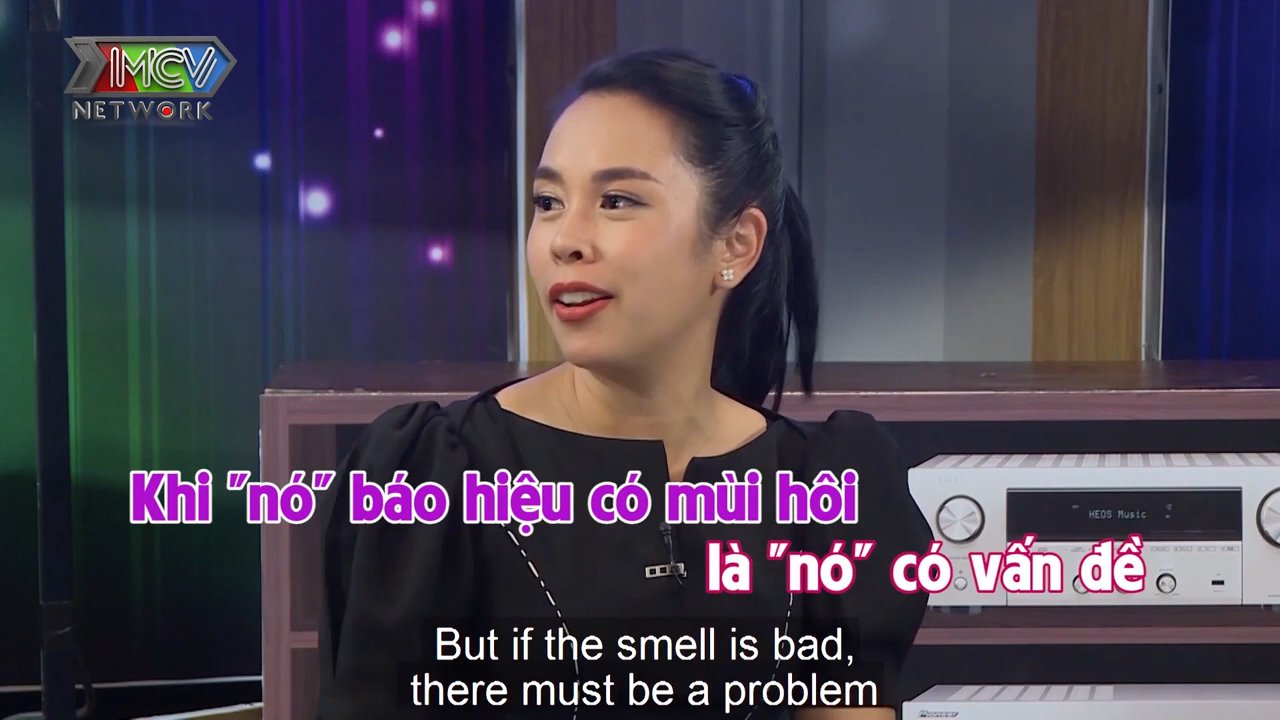 MCV
NETWORK
Khi "nó" báo hiệu có mùi hôi
HEOS Music
là "nó" có vấn đề
But if the smell is bad,
there must be a problem
Pioneer